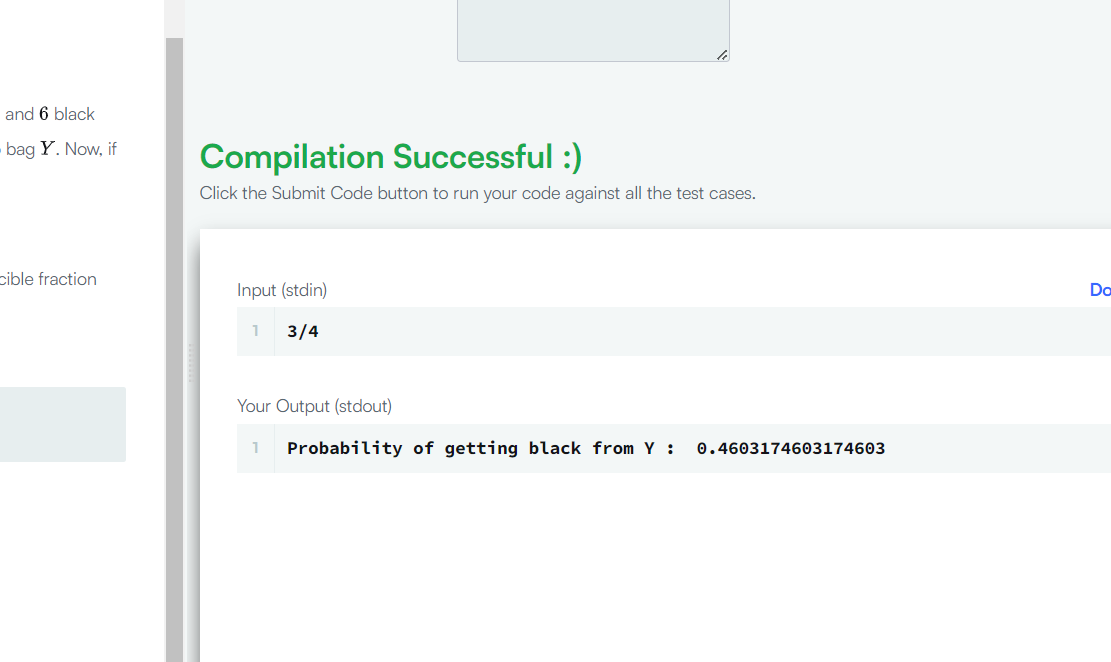 and 6 black
bag Y. Now, if
cible fraction
Compilation Successful :)
Click the Submit Code button to run your code against all the test cases.
Input (stdin)
Do
1 3/4
Your Output (stdout)
1 Probability of getting black from Y :  0.4603174603174603